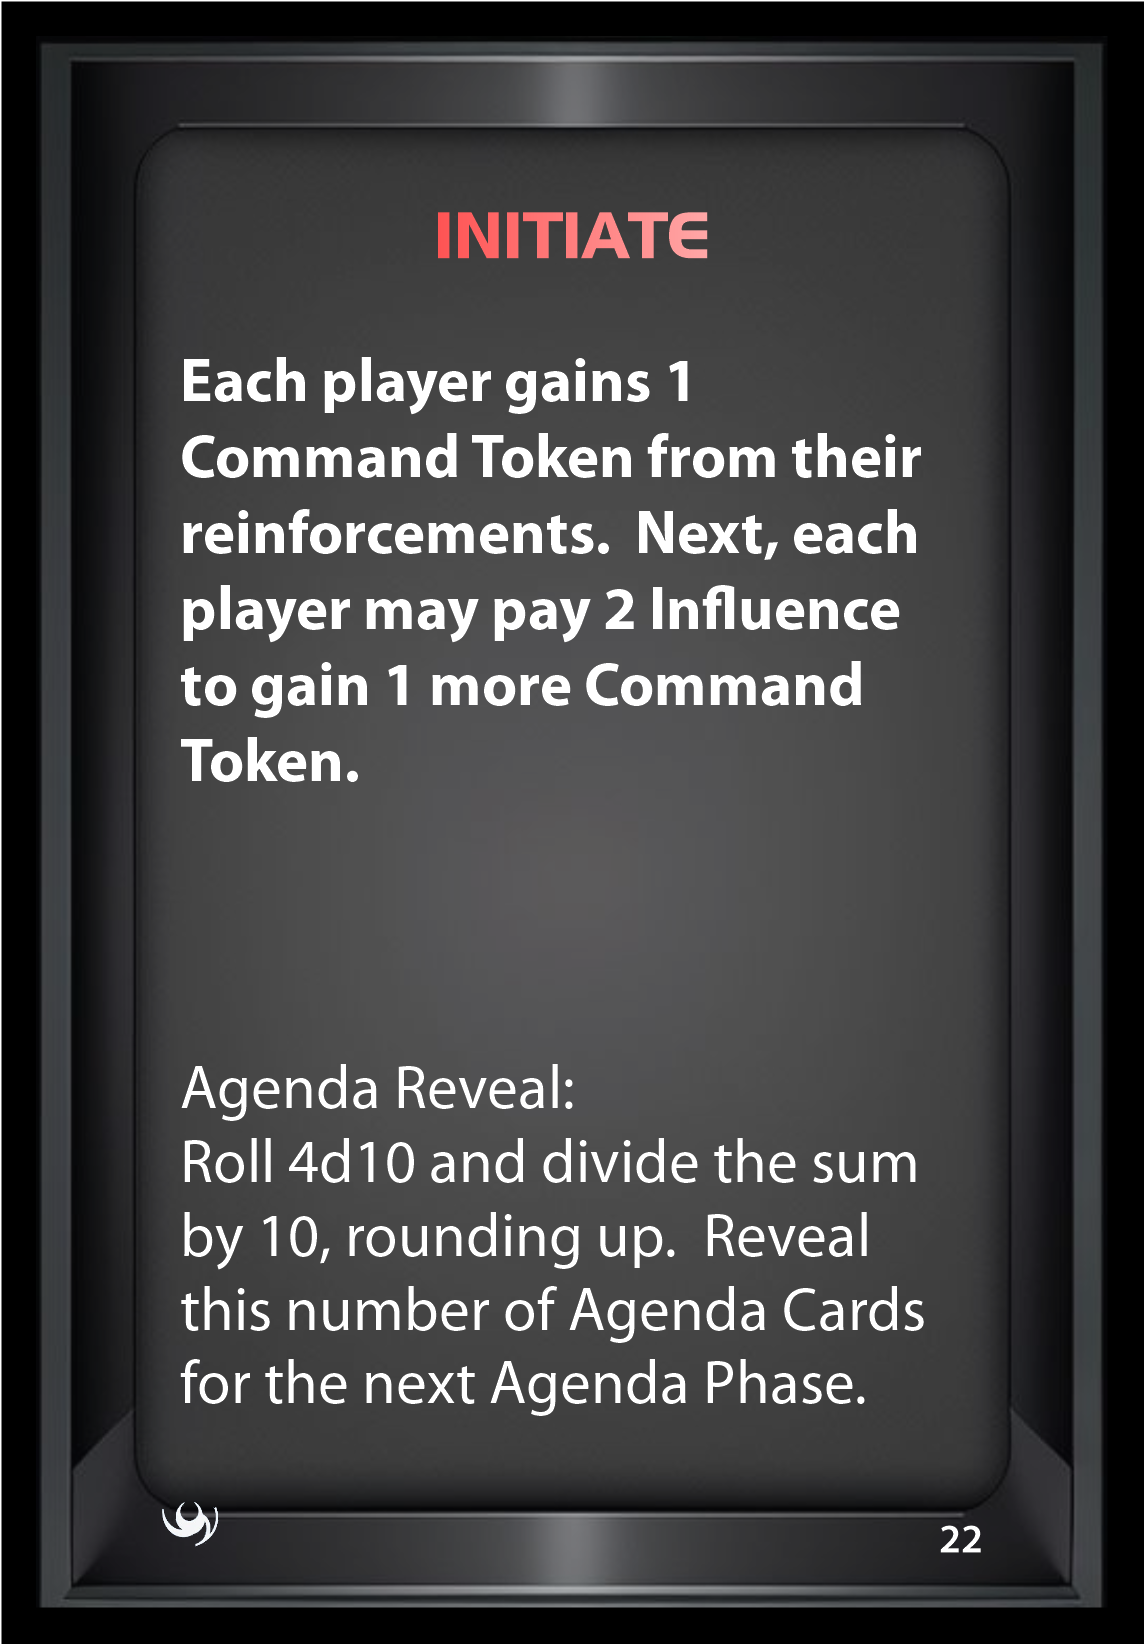 INITIATE
Each player gains 1
Command Token from their
reinforcements.  Next, each
player may pay 2 Influence
to gain 1 more Command
Token.
Agenda Reveal:
Roll 4d10 and divide the sum
by 10, rounding up.  Reveal
this number of Agenda Cards
for the next Agenda Phase.
22